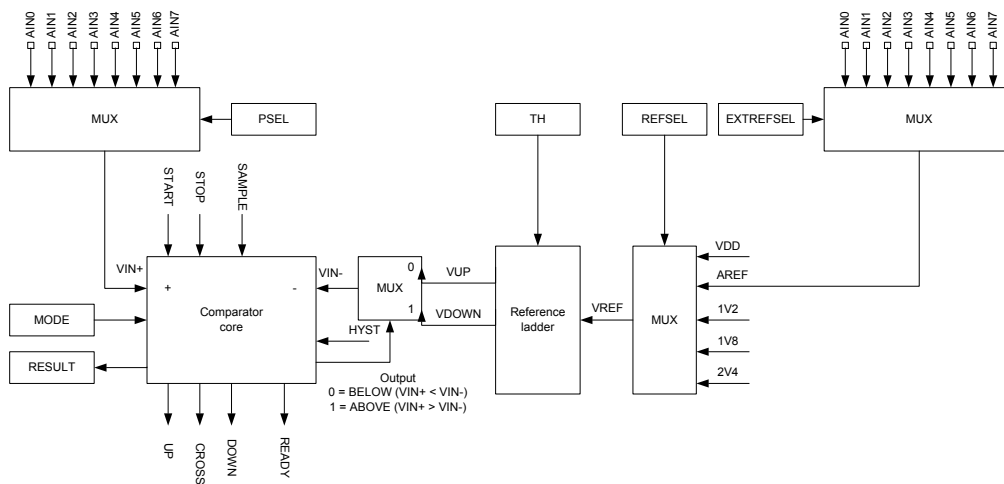 AIN0
AIN1
AIN2
AIN3
AIN4
AIN5
AIN6
AIN7
AIN0
AIN1
AIN2
AIN3
AIN4
AIN5
AIN6
AIN7
MUX
PSEL
TH
REFSEL
EXTREFSEL
MUX
START
STOP
SAMPLE
VIN+
+
-
VIN-
MUX
0
1
VUP
VDOWN
HYST
MODE
RESULT
Comparator
core
Reference
ladder
VREF
MUX
VDD
AREF
1V2
1V8
2V4
Output
0 = BELOW (VIN+ < VIN-)
1 = ABOVE (VIN+ > VIN-)
UP
CROSS
DOWN
READY